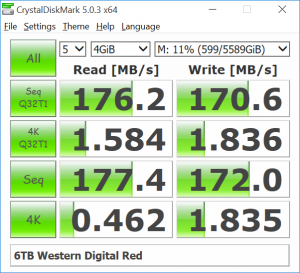 CrystalDiskMark 5.0.3 x64
File Settings Theme Help Language
All 5 4GiB M: 11% (599/5589GiB)
Read [MB/s] Write [MB/s]
Seq Q32T1 176.2 170.6
4K Q32T1 1.584 1.836
Seq 177.4 172.0
4K 0.462 1.835
6TB Western Digital Red